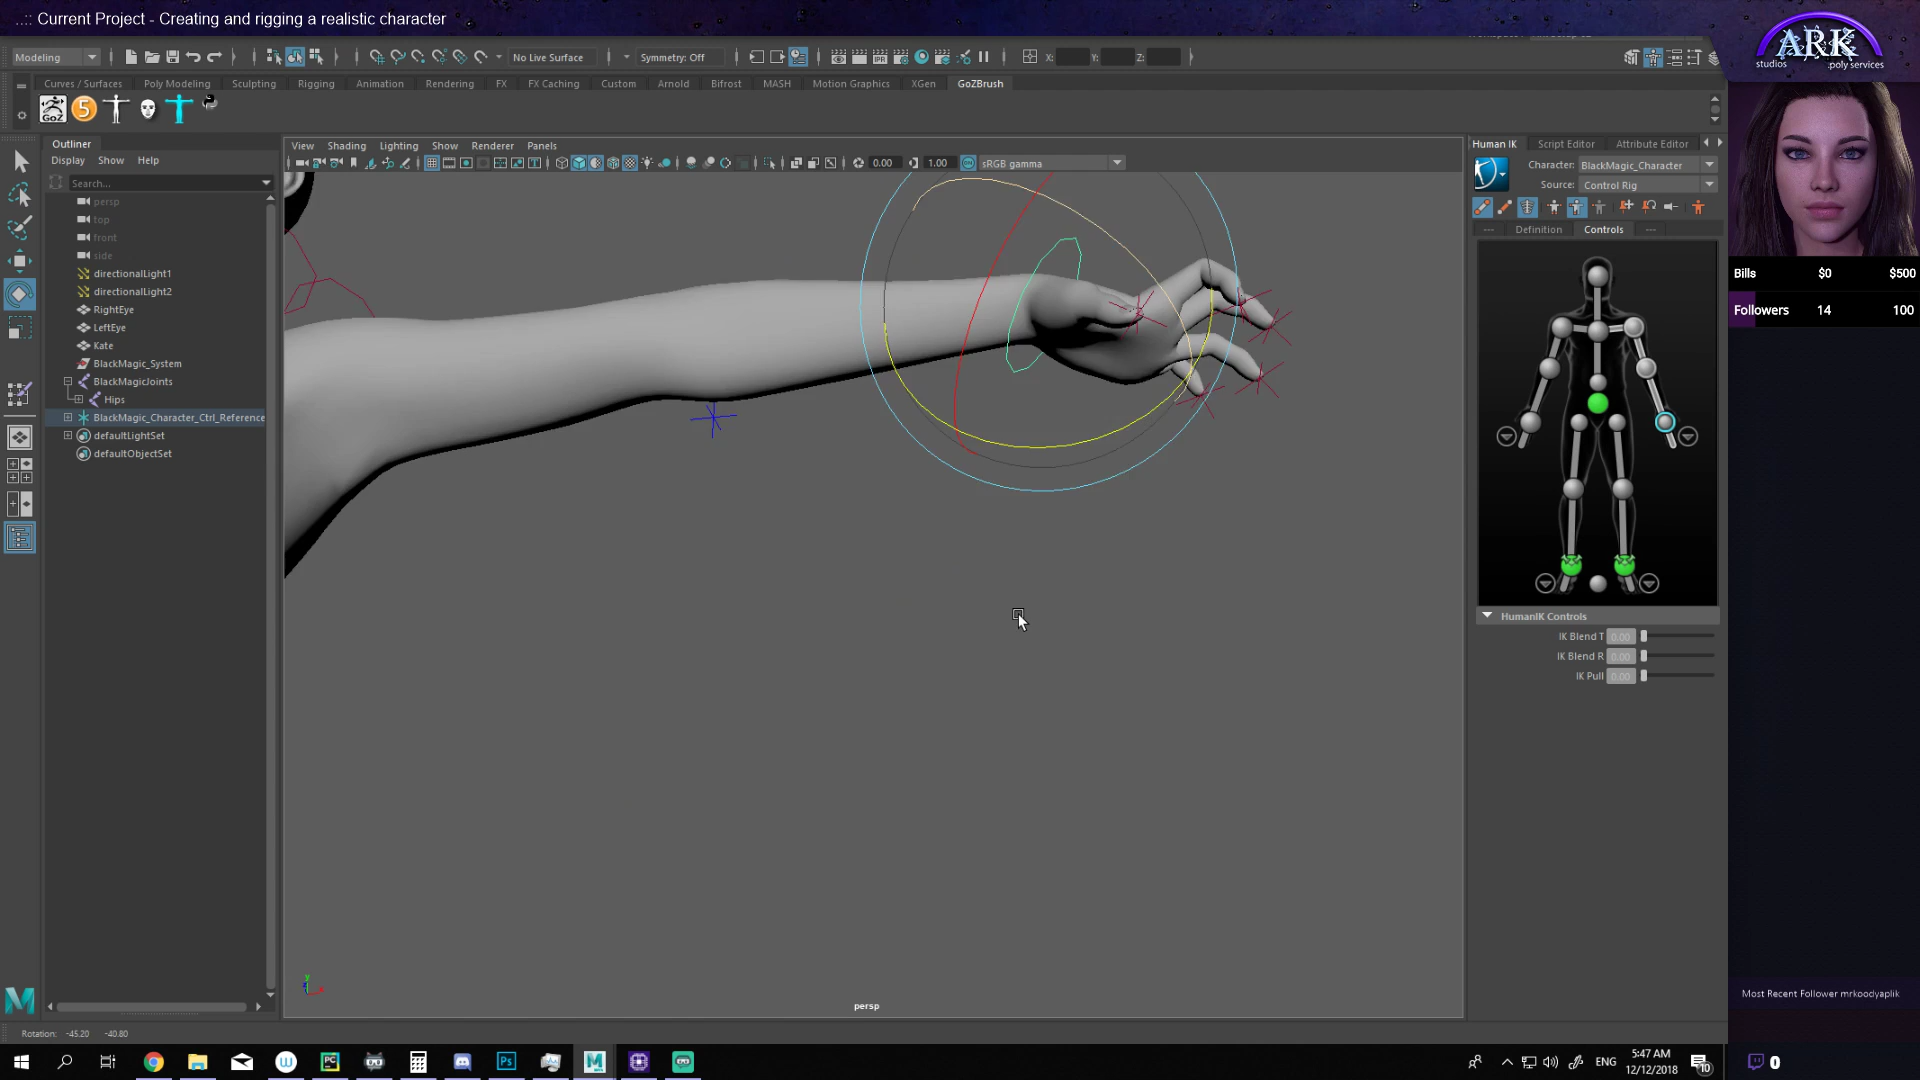 ..:: Current Project - Creating and rigging a realistic character
ARK
studios
:poly services
Modeling
No Live Surface
Symmetry: Off
X:
Y:
Z:
Curves / Surfaces
Poly Modeling
Sculpting
Rigging
Animation
Rendering
FX
FX Caching
Custom
Arnold
Bifrost
MASH
Motion Graphics
XGen
GoZBrush
GoZ
5
Outliner
Display
Show
Help
Search...
persp
top
front
side
directionalLight1
directionalLight2
RightEye
LeftEye
Kate
BlackMagic_System
BlackMagicJoints
Hips
BlackMagic_Character_Ctrl_Reference
defaultLightSet
defaultObjectSet
View
Shading
Lighting
Show
Renderer
Panels
0.00
1.00
sRGB gamma
persp
y
x
Human IK
Script Editor
Attribute Editor
Character:
BlackMagic_Character
Source:
Control Rig
---
Definition
Controls
---
HumanIK Controls
IK Blend T
0.00
IK Blend R
0.00
IK Pull
0.00
Bills
$0
$500
Followers
14
100
Most Recent Follower mrkoodyaplik
Rotation:
-45.20
-40.80
M
PC
Ps
M
ENG
5:47 AM
12/12/2018
10
0